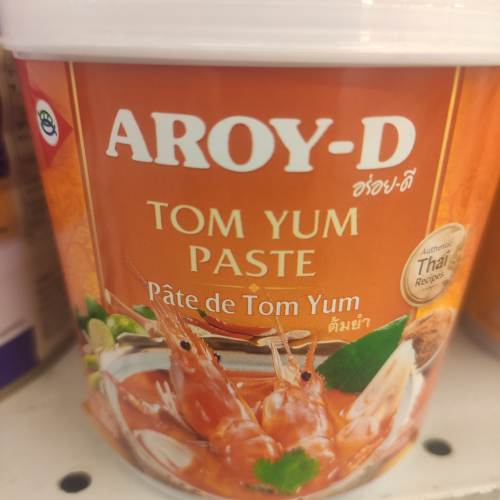 AROY-D
อร่อย-ดี
TOM YUM
PASTE
Pâte de Tom Yum
ต้มยำ
Authentic
Thai
Recipes